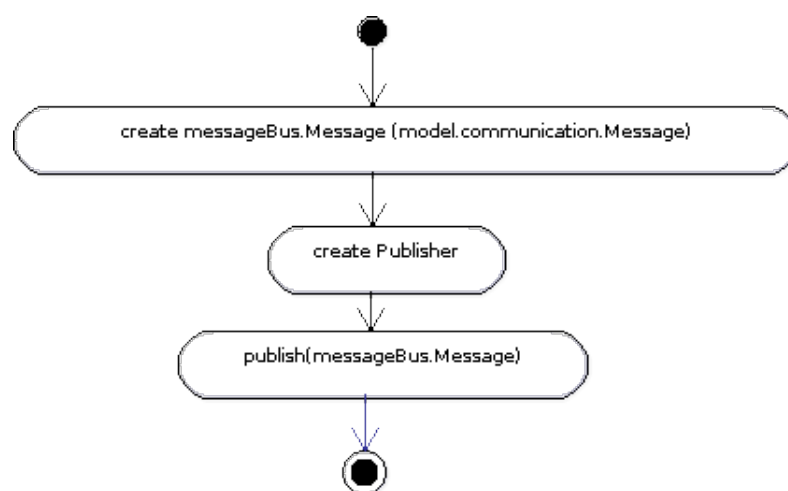 create messageBus.Message (model.communication.Message)
create Publisher
publish(messageBus.Message)